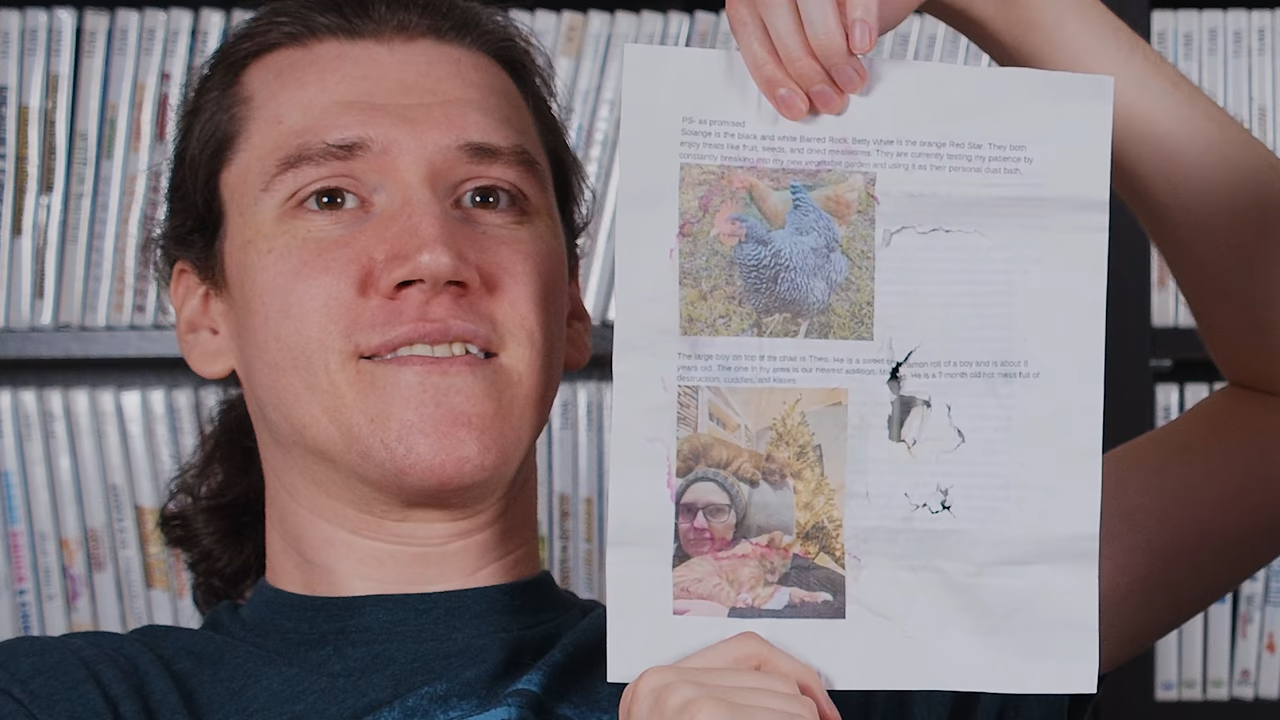 PS- as promised
Solange is the black and white Barred Rock, Betty White is the orange Red Star. They both
enjoy treats like fruit, seeds, and dried mealworms. They are currently testing my patience by
constantly breaking into my new vegetable garden and using it as their personal dust bath.
The large boy on top of the chair is Theo. He is a sweet roll of a boy and is about 8
years old. The one in my arms is our newest addition, He is a 7 month old hot mess full of
destruction, cuddles, and kisses